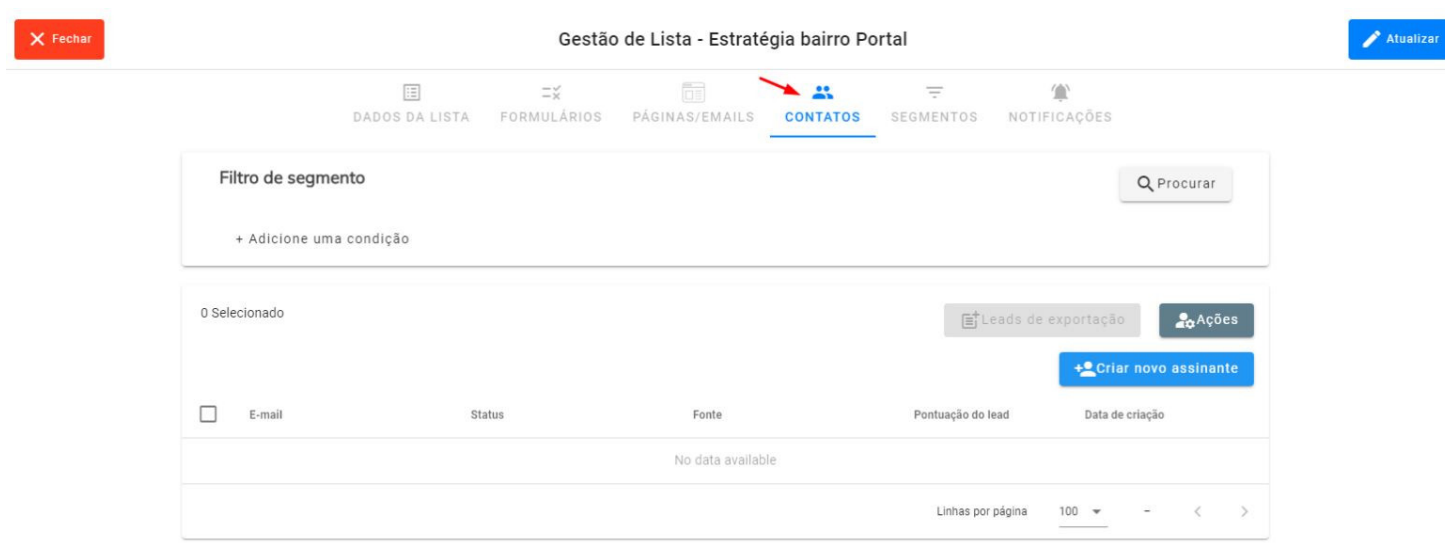 Fechar
Gestão de Lista - Estratégia bairro Portal
Atualizar
DADOS DA LISTA FORMULÁRIOS PÁGINAS/EMAILS CONTATOS SEGMENTOS NOTIFICAÇÕES
Filtro de segmento
Procurar
+ Adicione uma condição
0 Selecionado
Leads de exportação
Ações
Criar novo assinante
E-mail Status Fonte Pontuação do lead Data de criação
No data available
Linhas por página 100 –